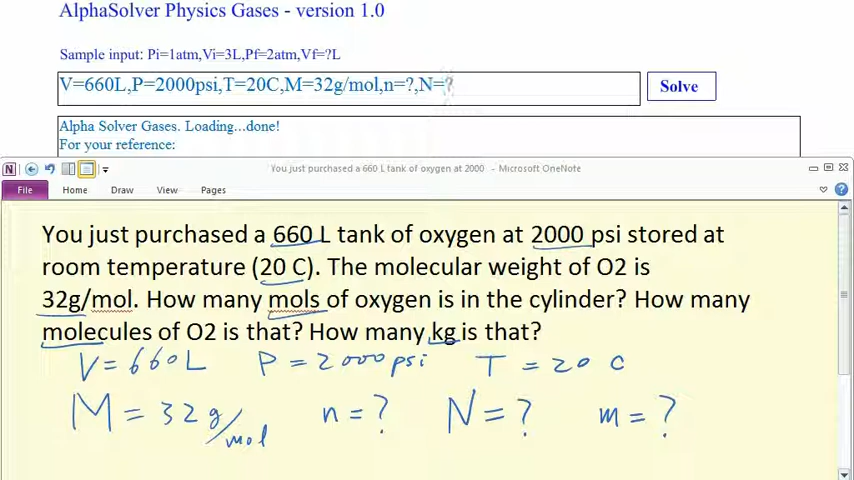 AlphaSolver Physics Gases - version 1.0
Sample input: Pi=1atm,Vi=3L,Pf=2atm,Vf=?L
V=660L,P=2000psi,T=20C,M=32g/mol,n=?,N=?
Solve
Alpha Solver Gases. Loading...done!
For your reference:
You just purchased a 660 L tank of oxygen at 2000 - Microsoft OneNote
File Home Draw View Pages
You just purchased a 660 L tank of oxygen at 2000 psi stored at
room temperature (20 C). The molecular weight of O2 is
32g/mol. How many mols of oxygen is in the cylinder? How many
molecules of O2 is that? How many kg is that?
V = 660L P = 2000 psi T = 20 C
M = 32 g/mol n = ? N = ? m = ?